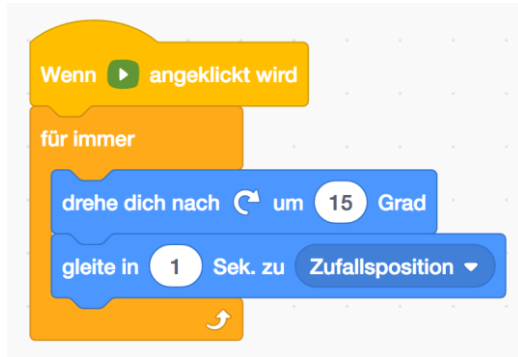 Wenn angeklickt wird
für immer
drehe dich nach um 15 Grad
gleite in 1 Sek. zu Zufallsposition